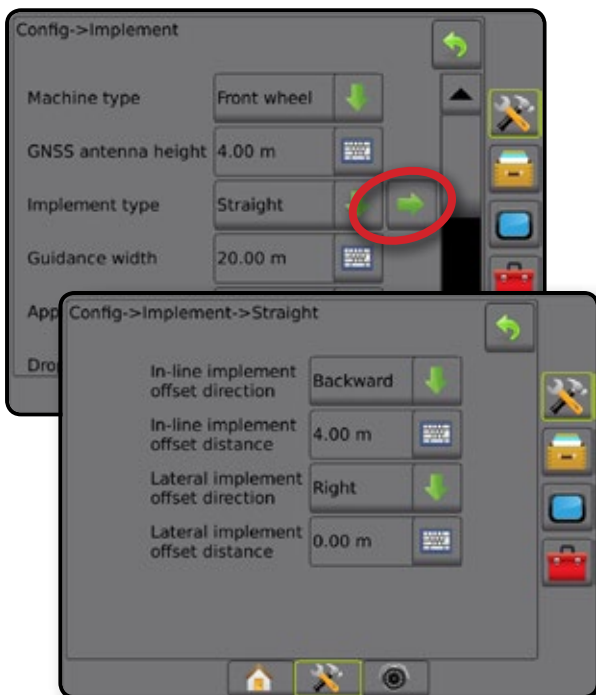 Config->Implement
Machine type Front wheel
GNSS antenna height 4.00 m
Implement type Straight
Guidance width 20.00 m
Config->Implement->Straight
In-line implement
offset direction
Backward
In-line implement
offset distance
4.00 m
Lateral implement
offset direction
Right
Lateral implement
offset distance
0.00 m